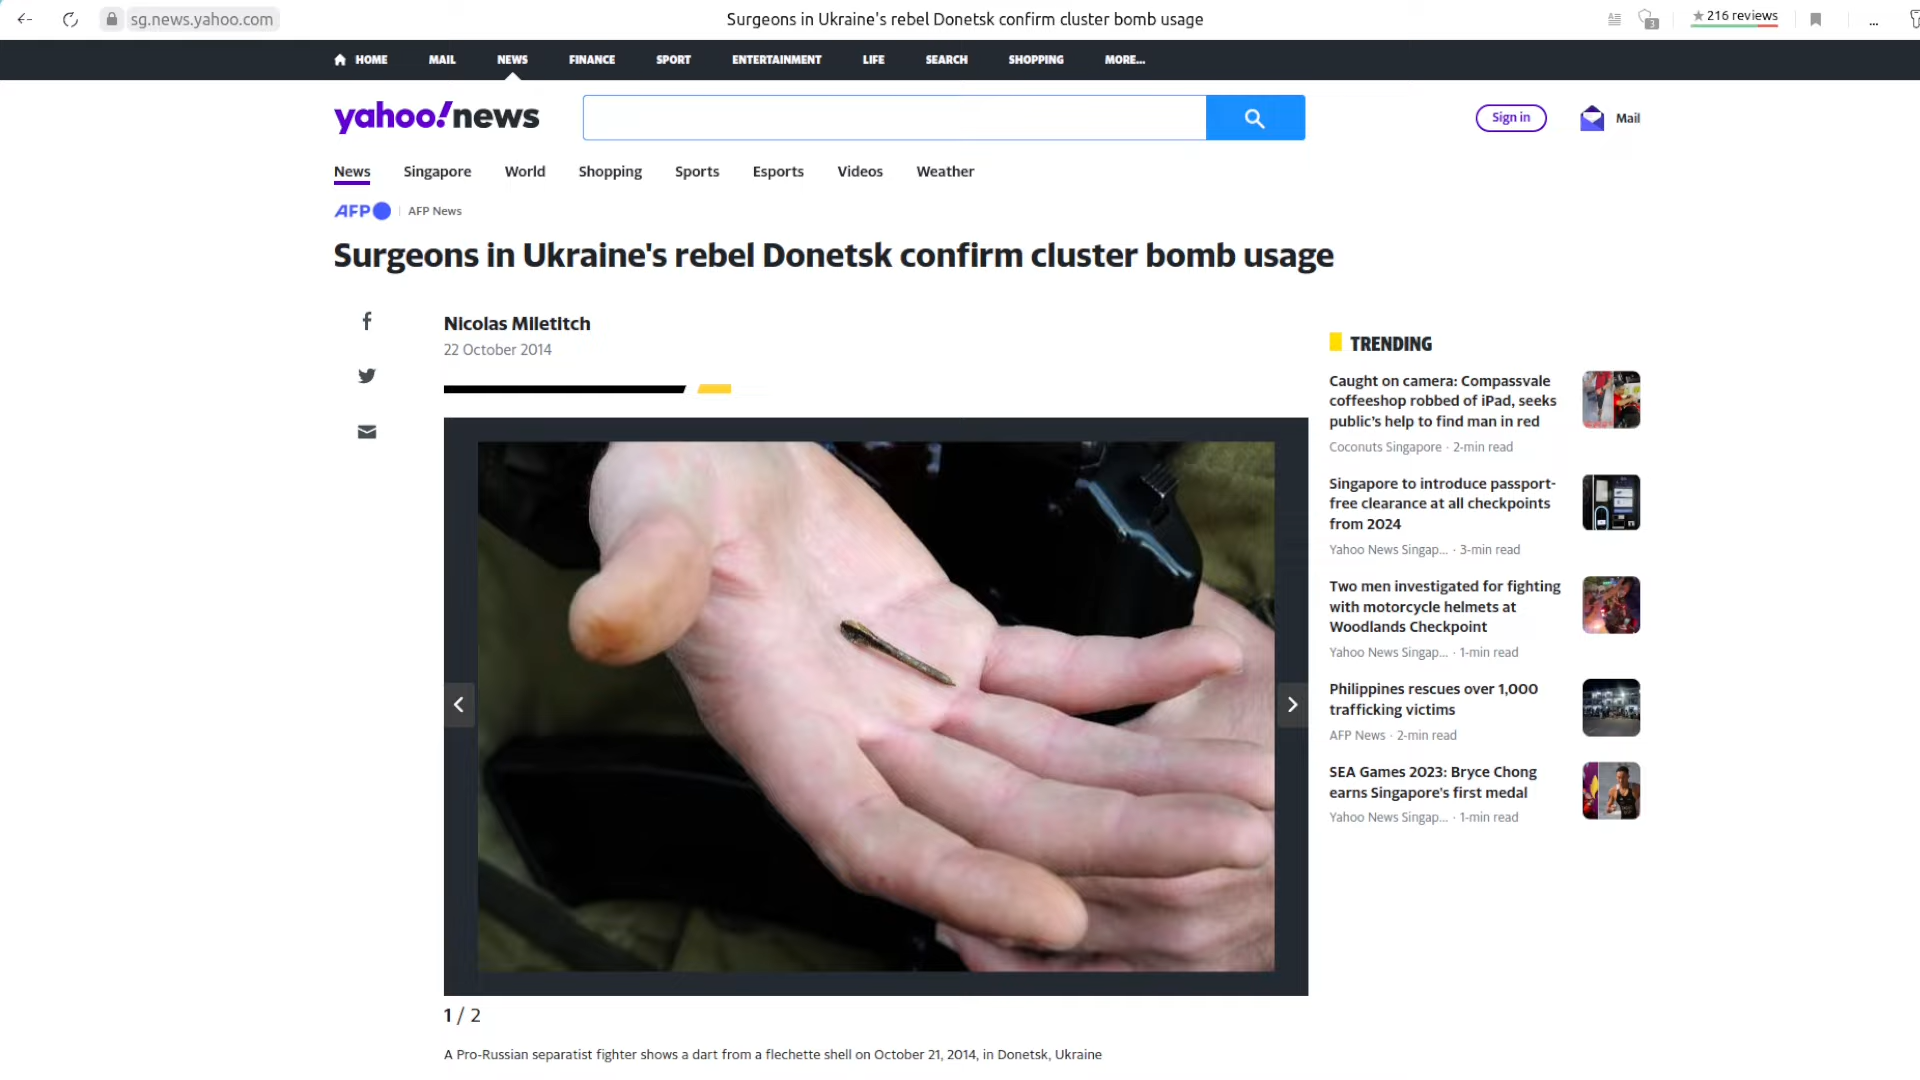 sg.news.yahoo.com
Surgeons in Ukraine's rebel Donetsk confirm cluster bomb usage
3
★ 216 reviews
...
HOME
MAIL
NEWS
FINANCE
SPORT
ENTERTAINMENT
LIFE
SEARCH
SHOPPING
MORE...
yahoo!news
Sign in
Mail
News
Singapore
World
Shopping
Sports
Esports
Videos
Weather
AFP
AFP News
Surgeons in Ukraine's rebel Donetsk confirm cluster bomb usage
Nicolas Miletitch
22 October 2014
1 / 2
A Pro-Russian separatist fighter shows a dart from a flechette shell on October 21, 2014, in Donetsk, Ukraine
TRENDING
Caught on camera: Compassvale
coffeeshop robbed of iPad, seeks
public's help to find man in red
Coconuts Singapore · 2-min read
Singapore to introduce passport-
free clearance at all checkpoints
from 2024
Yahoo News Singap... · 3-min read
Two men investigated for fighting
with motorcycle helmets at
Woodlands Checkpoint
Yahoo News Singap... · 1-min read
Philippines rescues over 1,000
trafficking victims
AFP News · 2-min read
SEA Games 2023: Bryce Chong
earns Singapore's first medal
Yahoo News Singap... · 1-min read